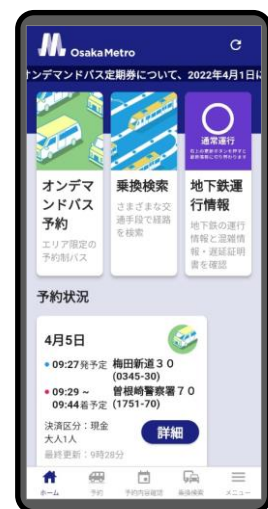 Osaka Metro
オンデマンドバス定期券について、2022年4月1日に
通常運行
オンデマ
ンドバス
予約
エリア限定の
予約制バス
乗換検索
さまざまな交
通手段で経路
を検索
地下鉄運
行情報
地下鉄の運行
情報と混雑情
報・遅延証明
書を確認
予約状況
4月5日
09:27発予定 梅田新道30
(0345-30)
09:29 ~ 曽根崎警察署70
09:44着予定 (1751-70)
決済区分:現金
大人1人
詳細
最終更新:9時28分
ホーム 予約 予約内容確認 乗換検索 メニュー